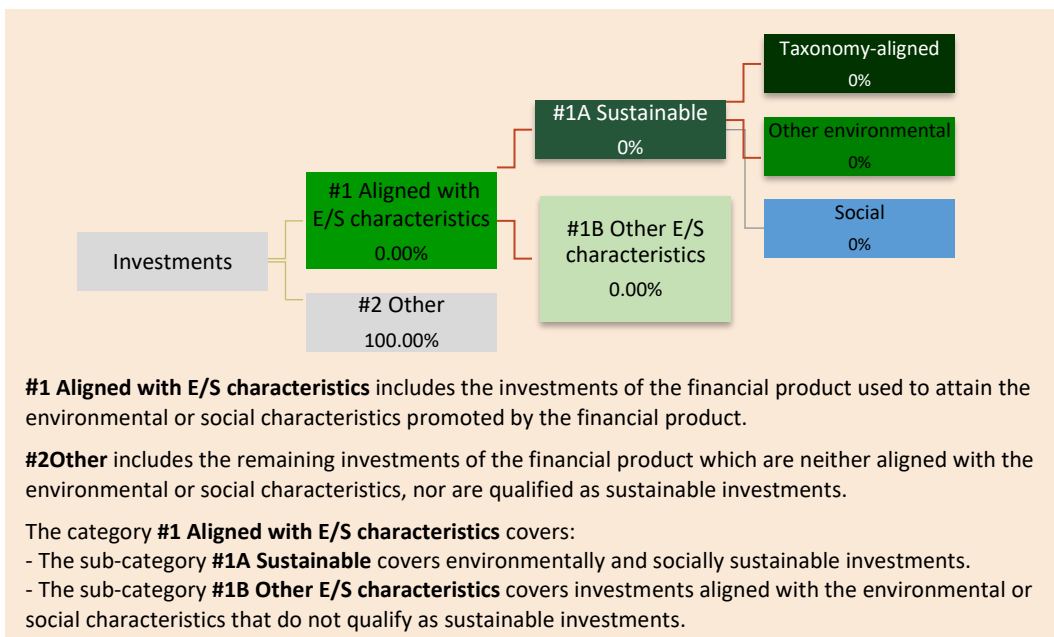 Taxonomy-aligned
0%
#1A Sustainable
0%
Other environmental
0%
#1 Aligned with
E/S characteristics
0.00%
#1B Other E/S
characteristics
0.00%
Social
0%
Investments
#2 Other
100.00%
#1 Aligned with E/S characteristics includes the investments of the financial product used to attain the
environmental or social characteristics promoted by the financial product.
#2Other includes the remaining investments of the financial product which are neither aligned with the
environmental or social characteristics, nor are qualified as sustainable investments.
The category #1 Aligned with E/S characteristics covers:
- The sub-category #1A Sustainable covers environmentally and socially sustainable investments.
- The sub-category #1B Other E/S characteristics covers investments aligned with the environmental or
social characteristics that do not qualify as sustainable investments.